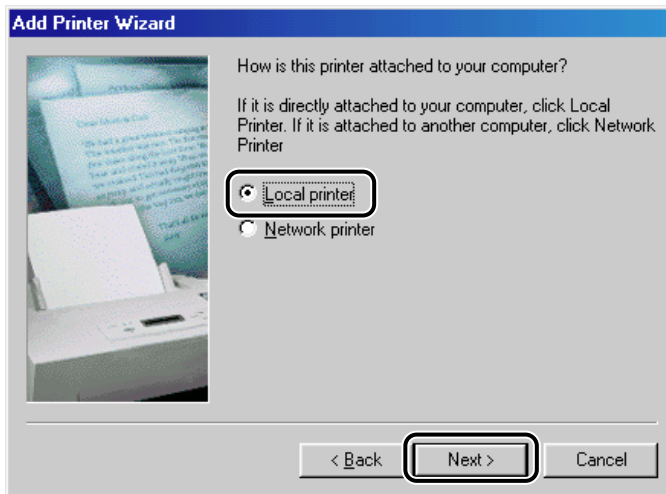 Add Printer Wizard
How is this printer attached to your computer?
If it is directly attached to your computer, click Local
Printer. If it is attached to another computer, click Network
Printer
Local printer
Network printer
< Back
Next >
Cancel